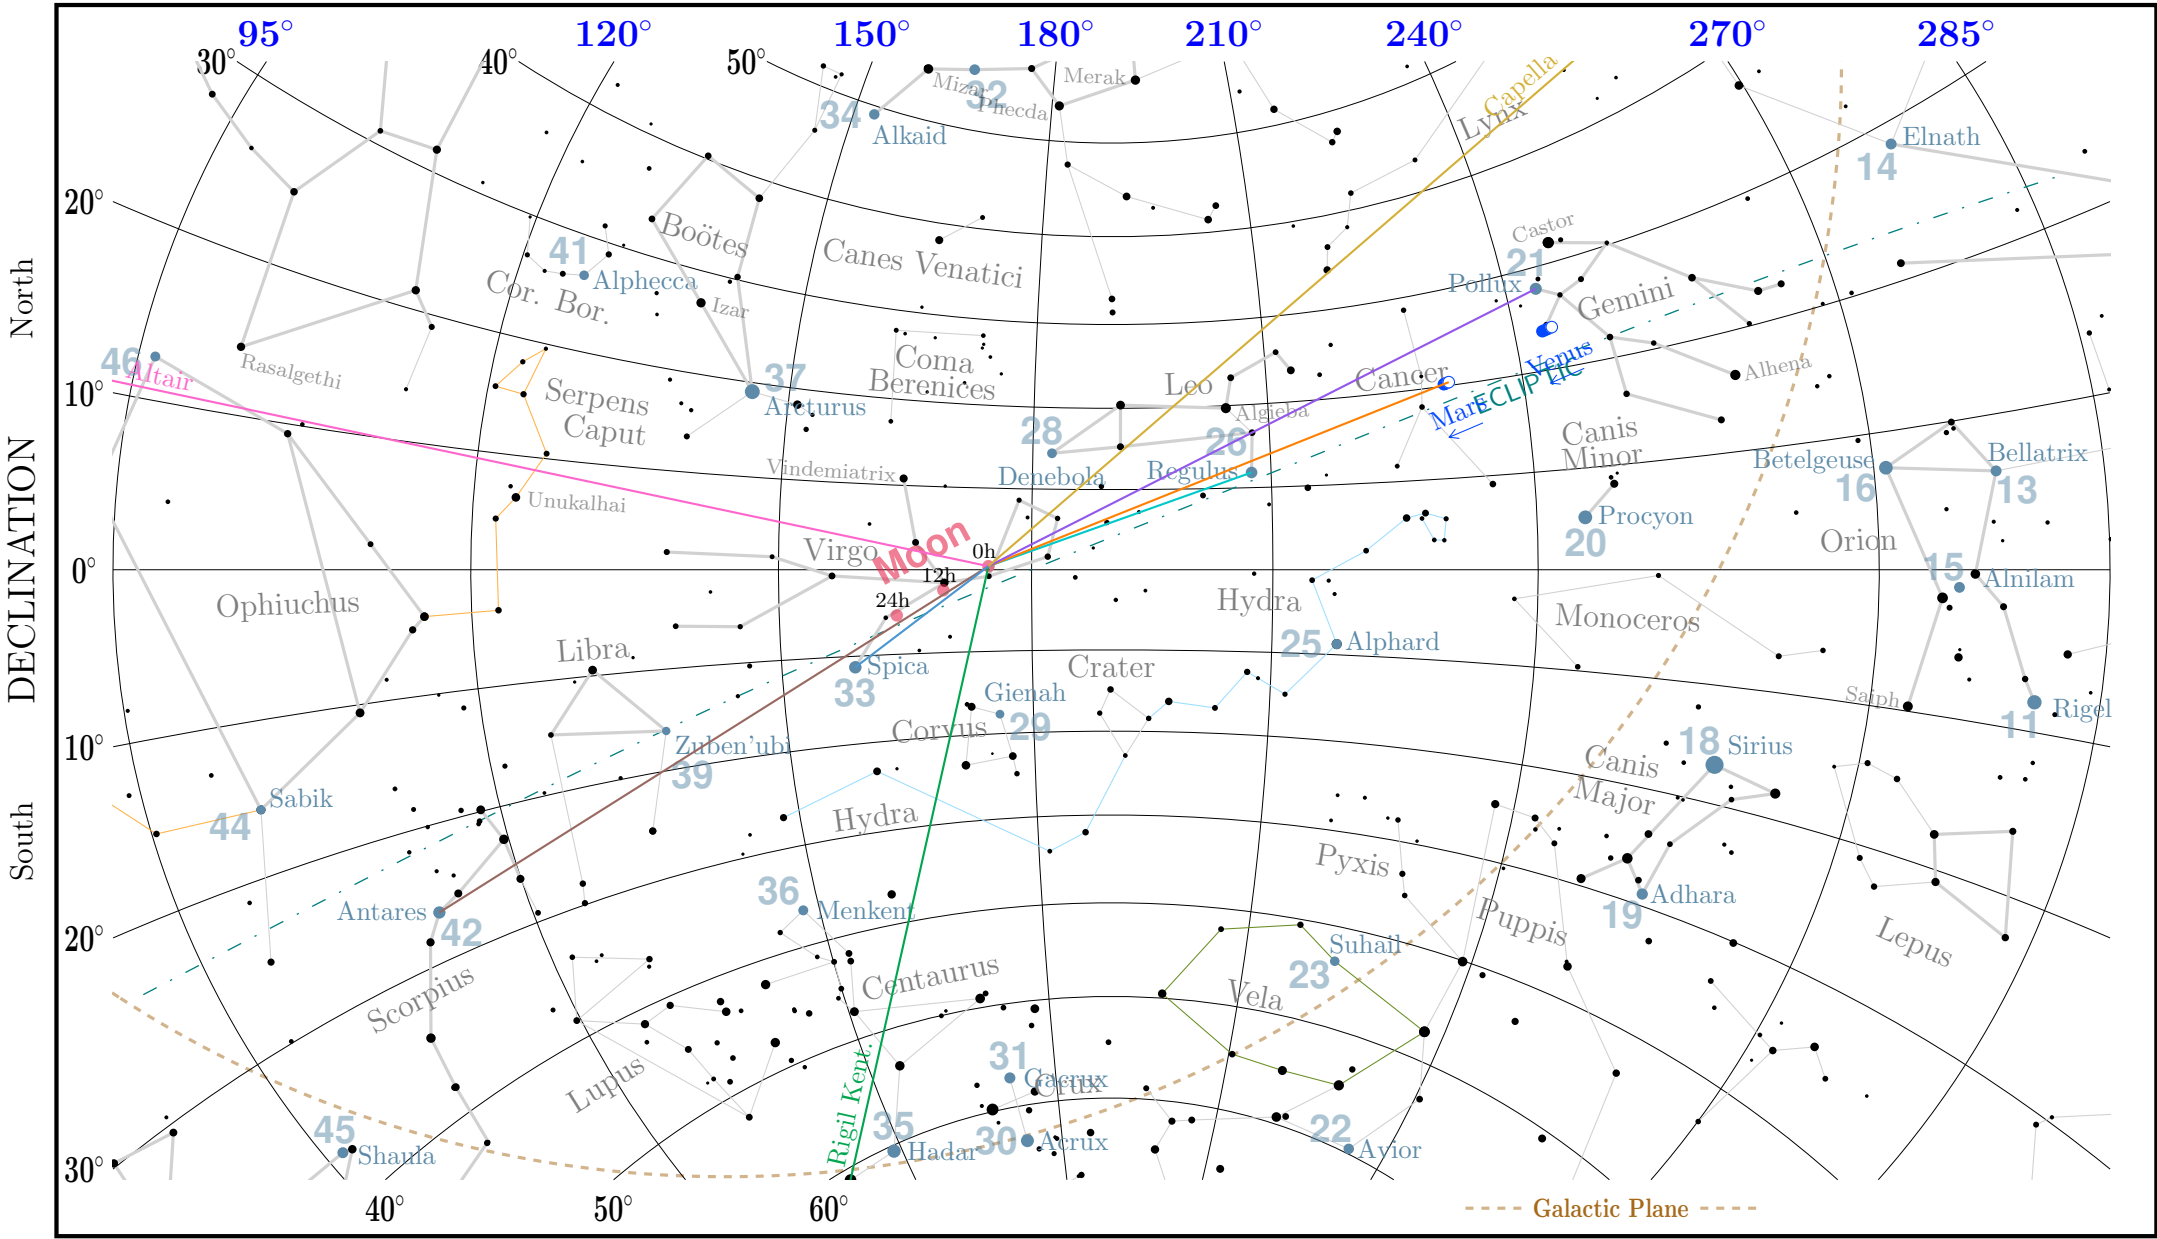 95° 120° 150° 180° 210° 240° 270° 285°
30° 40° 50°
Capella
Mizar 32 Merak
Phecda
34
Alkaid
Lynx
Elnath
14
20°
Boötes
Castor
41
Canes Venatici
21
Alphecca
Pollux
Cor. Bor.
Izar
Gemini
North
46
Altair
Rasalgethi
Coma
Berenices
Venus
Alhena
37
Leo
Cancer
ECLIPTIC
10°
Serpens
Caput
Arcturus
Algieba
Mars
28
26
Canis
Minor
Denebola
Regulus
Vindemiatrix
Betelgeuse
Bellatrix
16
13
Unukalhai
Procyon
20
Orion
DECLINATION
Virgo
Moon
0h
12h
24h
0°
15
Alnilam
Ophiuchus
Hydra
Monoceros
Libra
25
Alphard
Spica
33
Crater
Gienah
29
Corvus
Saiph
Rigel
11
10°
Zuben'ubi
39
18
Sirius
Canis
Major
Sabik
44
Hydra
South
Pyxis
36
Menkent
Antares
42
Adhara
19
20°
Puppis
Lepus
Suhail
23
Scorpius
Centaurus
Vela
Lupus
Rigil Kent.
31
Gacrux
Crux
45
Shaula
35
Hadar
30
Acrux
22
Avior
30°
40° 50° 60°
Galactic Plane